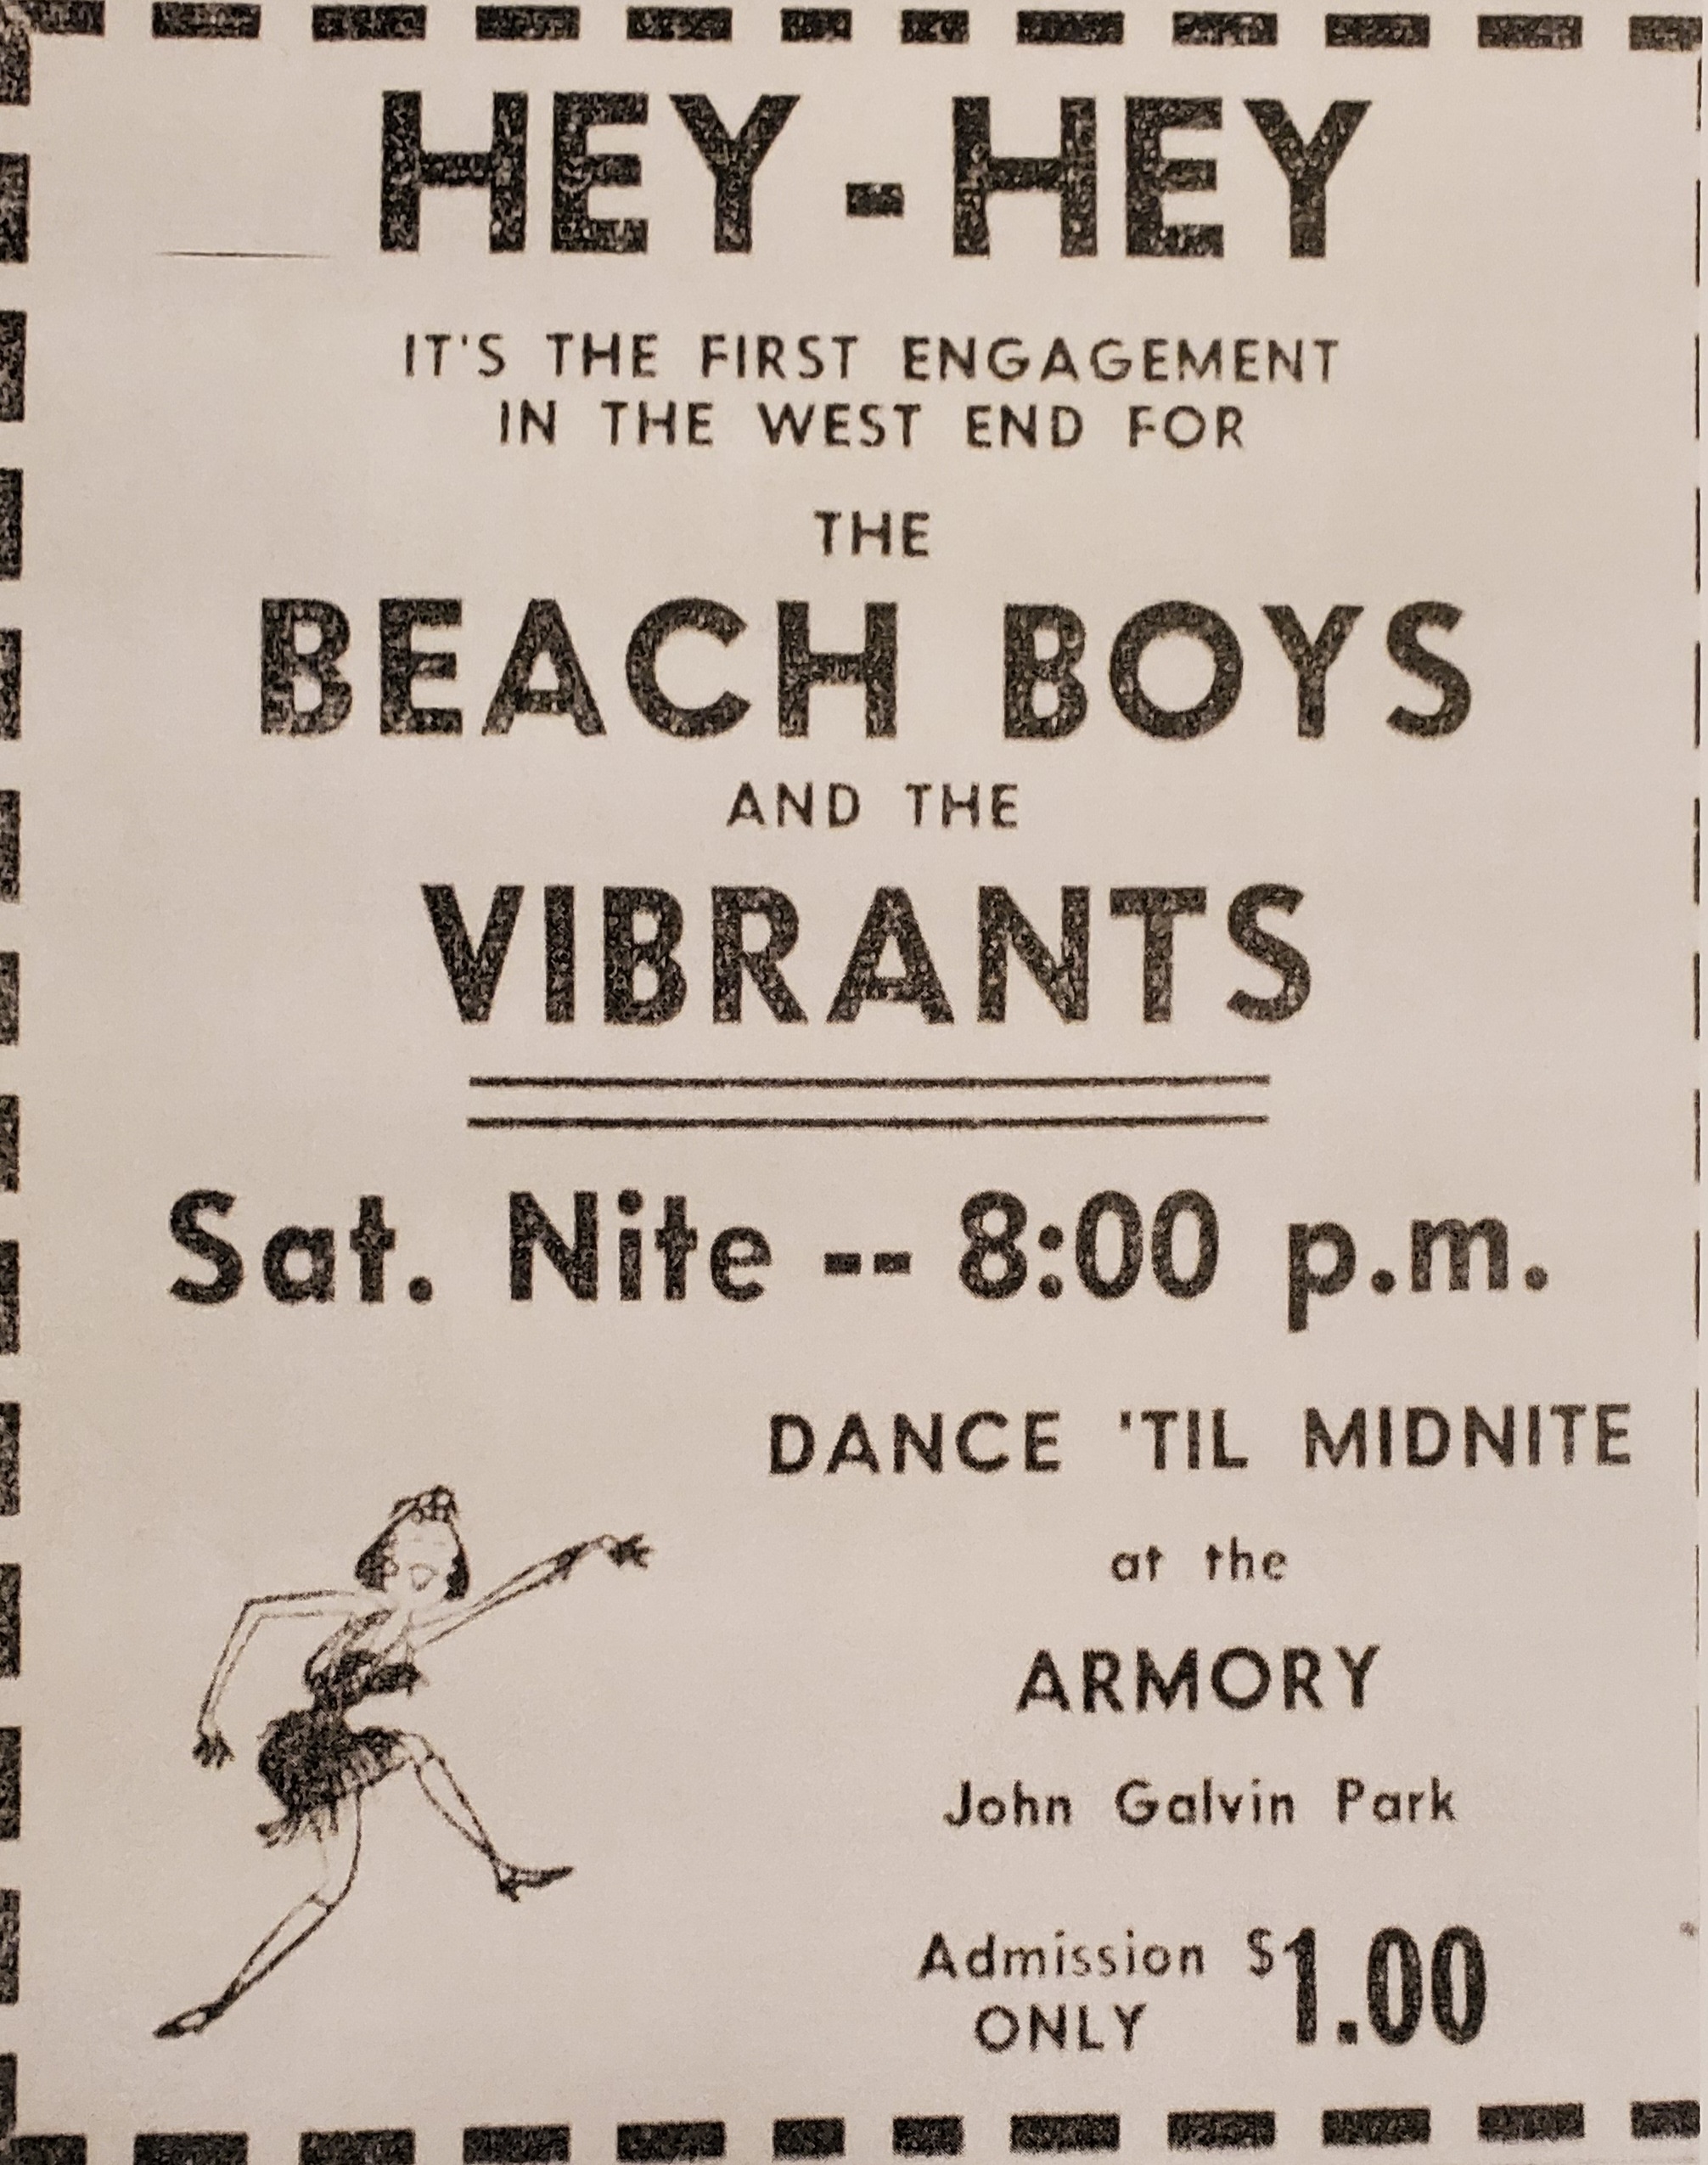 HEY - HEY
IT'S THE FIRST ENGAGEMENT
IN THE WEST END FOR
THE
BEACH BOYS
AND THE
VIBRANTS
Sat. Nite -- 8:00 p.m.
DANCE 'TIL MIDNITE
at the
ARMORY
John Galvin Park
Admission $1.00
ONLY